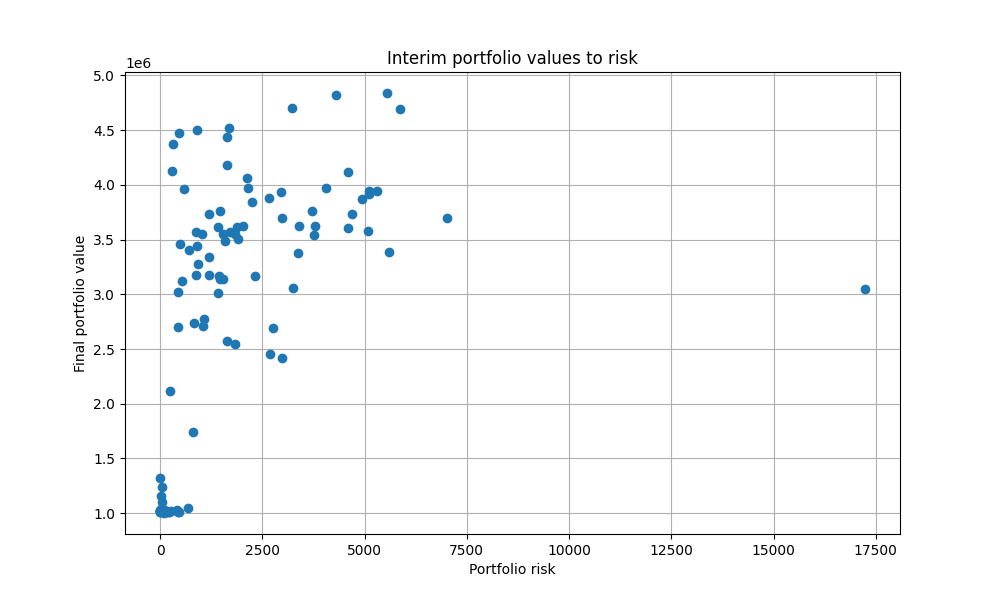 Interim portfolio values to risk
1e6
5.0
4.5
4.0
3.5
3.0
2.5
2.0
1.5
1.0
Final portfolio value
0 2500 5000 7500 10000 12500 15000 17500
Portfolio risk